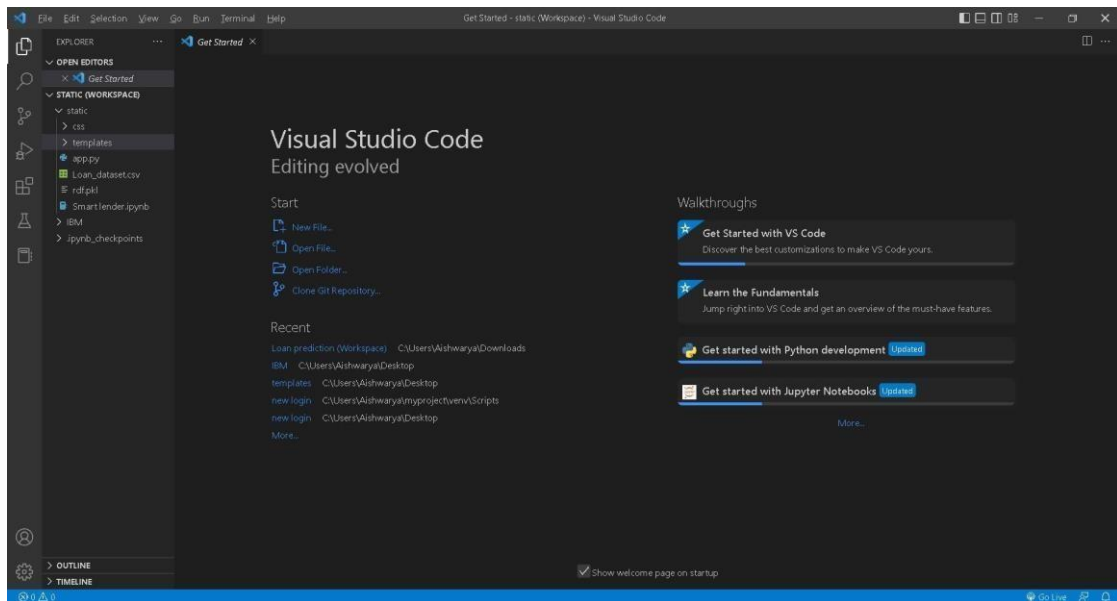 File Edit Selection View Go Run Terminal Help
Get Started - static (Workspace) - Visual Studio Code
EXPLORER
Get Started
OPEN EDITORS
Get Started
STATIC (WORKSPACE)
static
css
templates
app.py
Loan_dataset.csv
rdf.pkl
Smart lender.ipynb
IBM
.ipynb_checkpoints
OUTLINE
TIMELINE
Visual Studio Code
Editing evolved
Start
New File...
Open File...
Open Folder...
Clone Git Repository...
Recent
Loan prediction (Workspace) C:\Users\Aishwarya\Downloads
IBM C:\Users\Aishwarya\Desktop
templates C:\Users\Aishwarya\Desktop
new login C:\Users\Aishwarya\myproject\venv\Scripts
new login C:\Users\Aishwarya\Desktop
More...
Walkthroughs
Get Started with VS Code
Discover the best customizations to make VS Code yours.
Learn the Fundamentals
Jump right into VS Code and get an overview of the must-have features.
Get started with Python development Updated
Get started with Jupyter Notebooks Updated
More...
Show welcome page on startup
0 0
Go Live